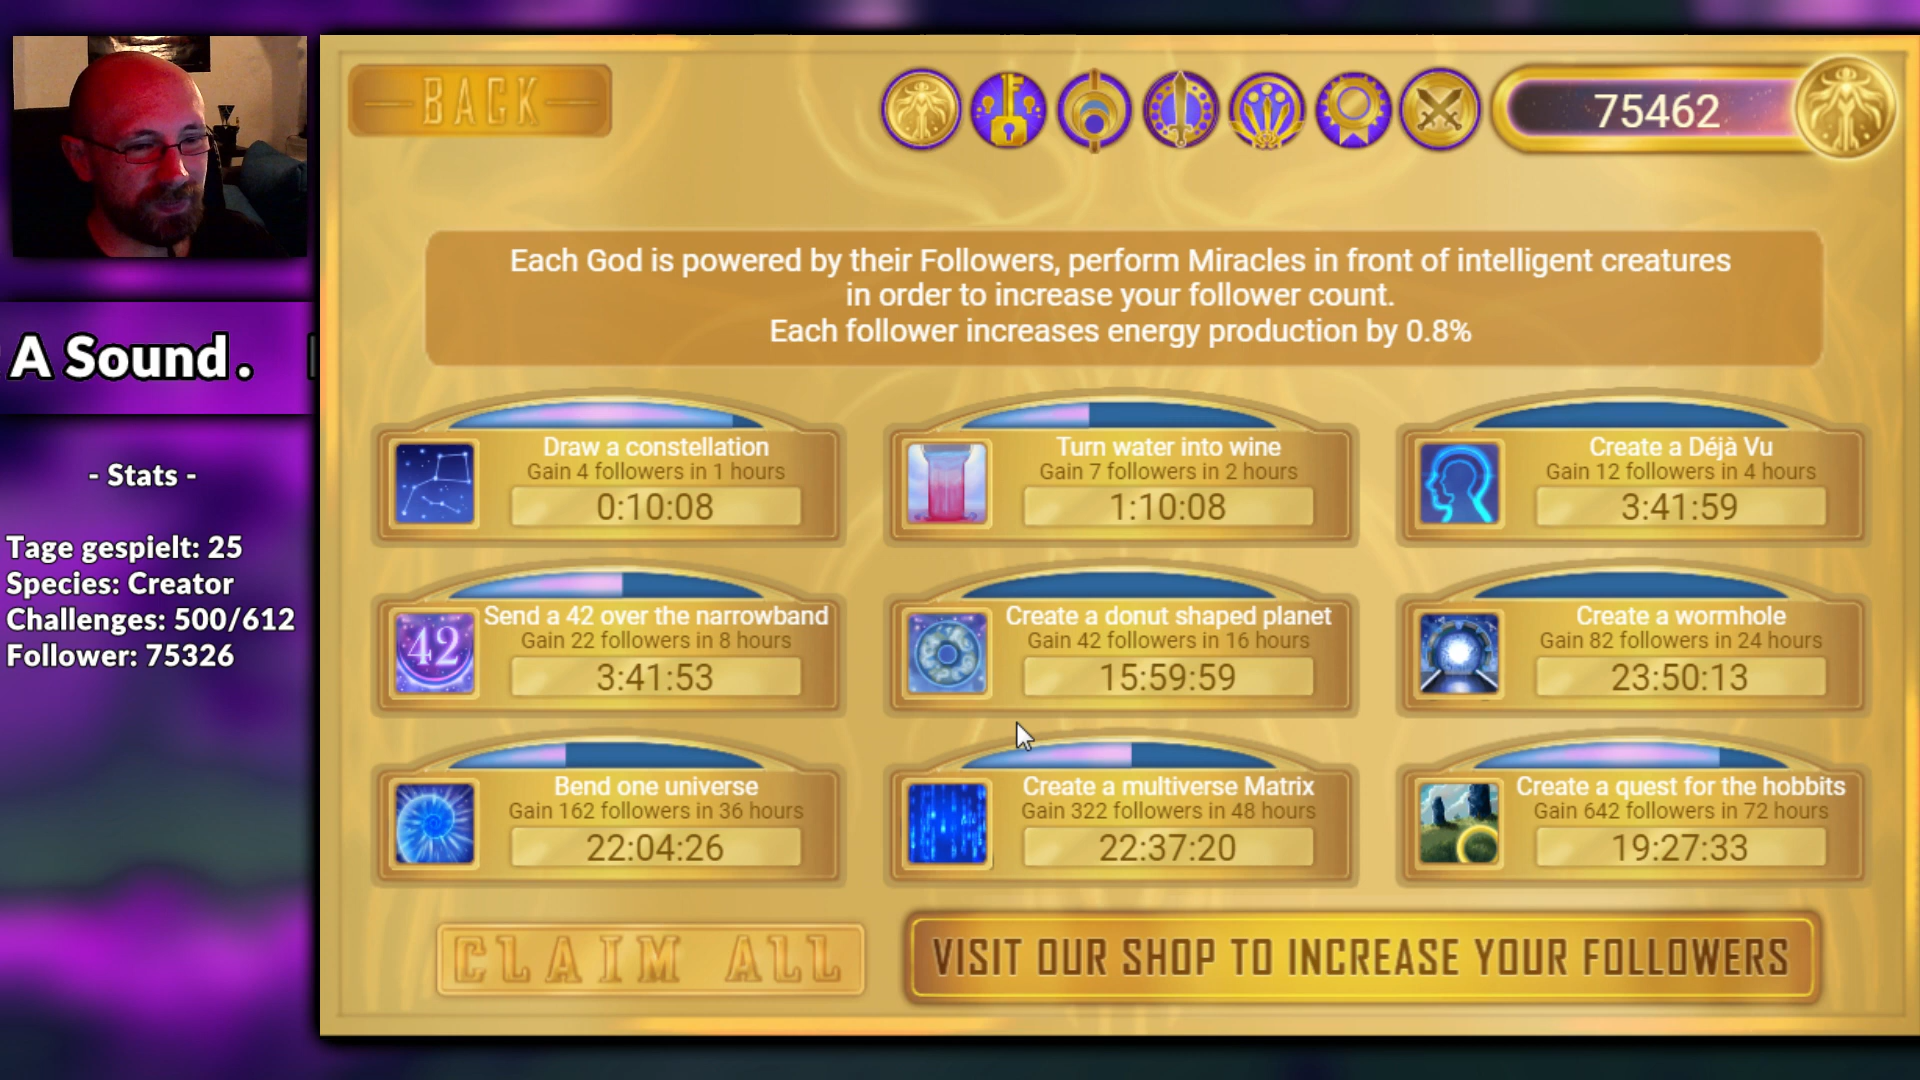 A Sound.
- Stats -
Tage gespielt: 25
Species: Creator
Challenges: 500/612
Follower: 75326
BACK
75462
Each God is powered by their Followers, perform Miracles in front of intelligent creatures
in order to increase your follower count.
Each follower increases energy production by 0.8%
Draw a constellation
Gain 4 followers in 1 hours
0:10:08
Turn water into wine
Gain 7 followers in 2 hours
1:10:08
Create a Déjà Vu
Gain 12 followers in 4 hours
3:41:59
42
Send a 42 over the narrowband
Gain 22 followers in 8 hours
3:41:53
Create a donut shaped planet
Gain 42 followers in 16 hours
15:59:59
Create a wormhole
Gain 82 followers in 24 hours
23:50:13
Bend one universe
Gain 162 followers in 36 hours
22:04:26
Create a multiverse Matrix
Gain 322 followers in 48 hours
22:37:20
Create a quest for the hobbits
Gain 642 followers in 72 hours
19:27:33
CLAIM ALL
VISIT OUR SHOP TO INCREASE YOUR FOLLOWERS